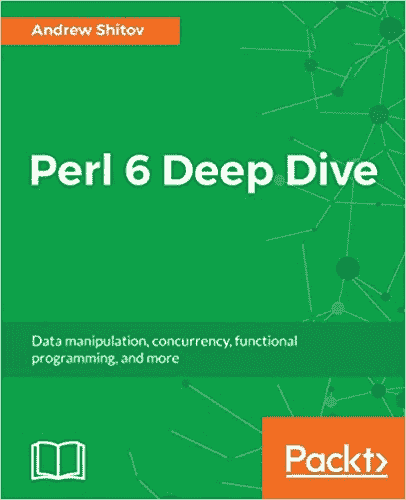 Andrew Shitov
Perl 6 Deep Dive
Data manipulation, concurrency, functional
programming, and more
Packt>